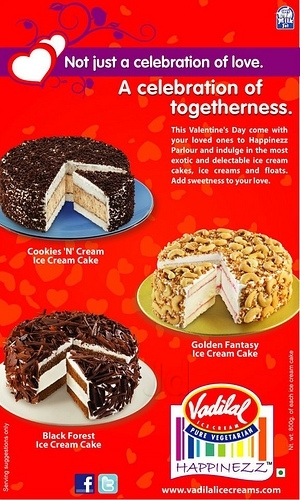 Not just a celebration of love.
A celebration of
togetherness.
This Valentine's Day come with
your loved ones to Happinezz
Parlour and indulge in the most
exotic and delectable ice cream
cakes, ice creams and floats.
Add sweetness to your love.
Cookies 'N' Cream
Ice Cream Cake
Golden Fantasy
Ice Cream Cake
Black Forest
Ice Cream Cake
Serving suggestions only
Nt. wt. 800g. of each ice cream cake
Vadilal
ICE CREAM
PURE VEGETARIAN
HAPPINEZZ™
www.vadilalicecreams.com